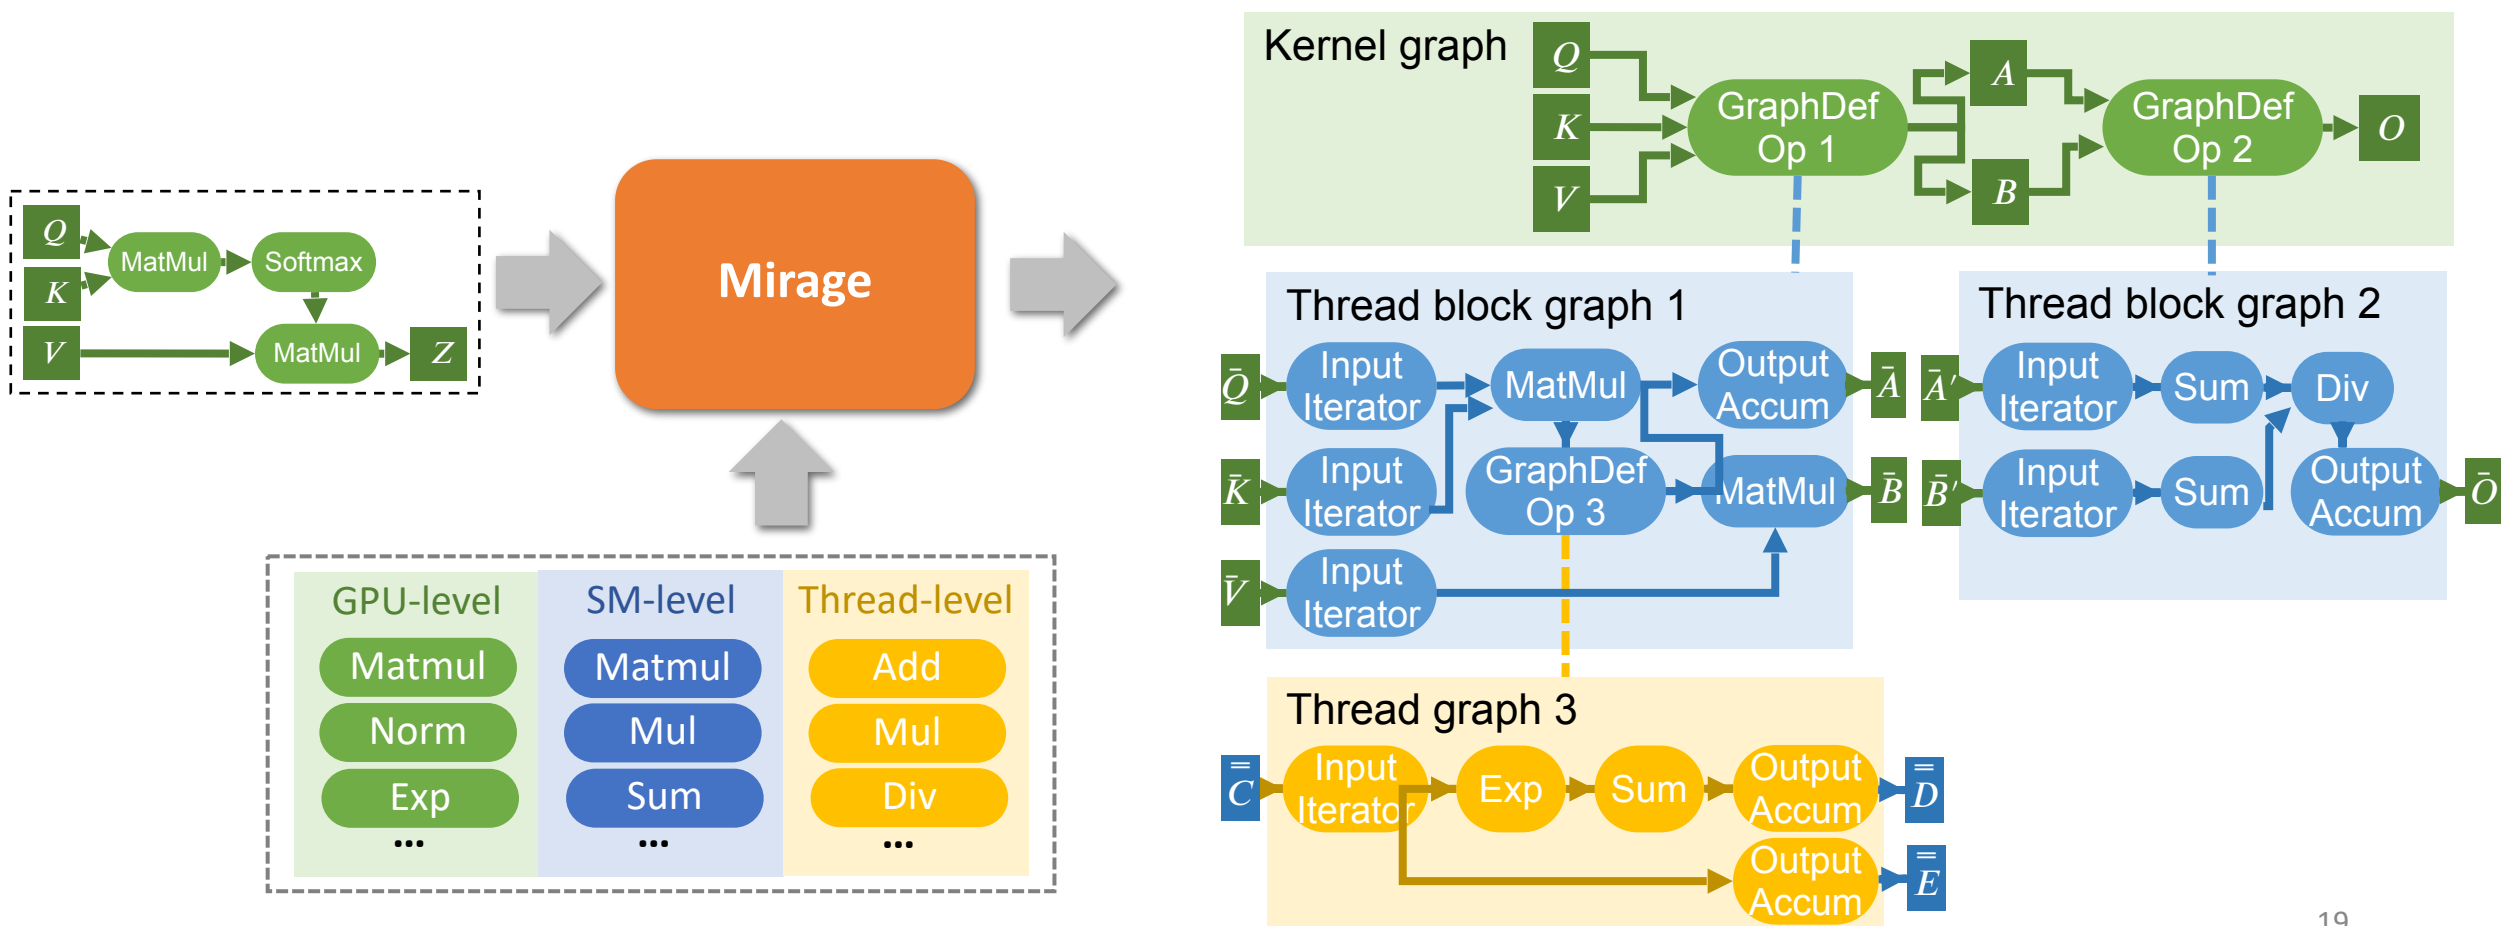 Q
K
V
MatMul
Softmax
MatMul
Z
Mirage
GPU-level
Matmul
Norm
Exp
...
SM-level
Matmul
Mul
Sum
...
Thread-level
Add
Mul
Div
...
Kernel graph
Q
K
V
GraphDef
Op 1
A
B
GraphDef
Op 2
O
Thread block graph 1
Q̄
K̄
V̄
Input
Iterator
Input
Iterator
Input
Iterator
MatMul
GraphDef
Op 3
Output
Accum
MatMul
Ā
B̄
Thread block graph 2
Ā′
B̄′
Input
Iterator
Input
Iterator
Sum
Sum
Div
Output
Accum
Ō
Thread graph 3
C̿
Input
Iterator
Exp
Sum
Output
Accum
Output
Accum
D̿
E̿
19